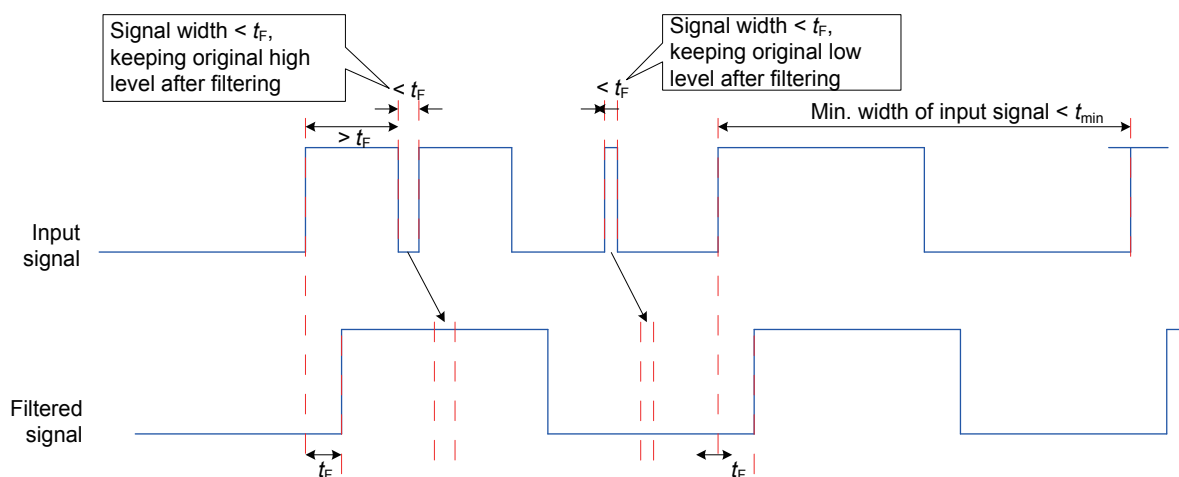 Signal width < tF,
keeping original high
level after filtering
Signal width < tF,
keeping original low
level after filtering
< tF
< tF
> tF
Min. width of input signal < tmin
Input
signal
Filtered
signal
tF
tF